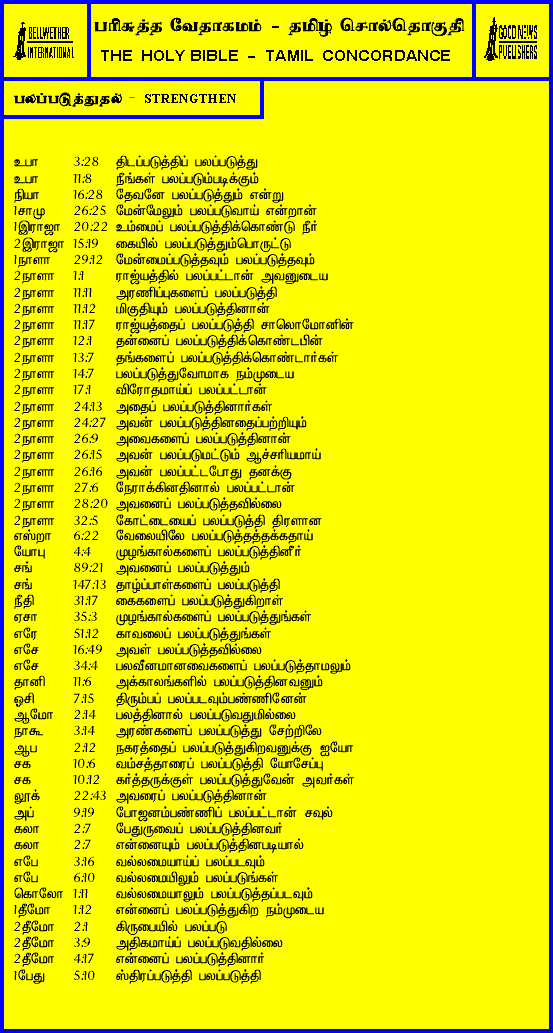 BELLWETHER
INTERNATIONAL
பரிசுத்த வேதாகமம் - தமிழ் சொல்தொகுதி
THE HOLY BIBLE - TAMIL CONCORDANCE
GOOD NEWS
PUBLISHERS
பலப்படுத்துதல் - STRENGTHEN
உபா 3:28 திடப்படுத்திப் பலப்படுத்து
உபா 11:8 நீங்கள் பலப்படும்படிக்கும்
நியா 16:28 தேவனே பலப்படுத்தும் என்று
1சாமு 26:25 மேன்மேலும் பலப்படுவாய் என்றான்
1இராஜா 20:22 உம்மைப் பலப்படுத்திக்கொண்டு நீர்
2இராஜா 15:19 கையில் பலப்படுத்தும்பொருட்டு
1நாளா 29:12 மேன்மைப்படுத்தவும் பலப்படுத்தவும்
2நாளா 1:1 ராஜ்யத்தில் பலப்பட்டான் அவனுடைய
2நாளா 11:11 அரணிப்புகளைப் பலப்படுத்தி
2நாளா 11:12 மிகுதியும் பலப்படுத்தினான்
2நாளா 11:17 ராஜ்யத்தைப் பலப்படுத்தி சாலொமோனின்
2நாளா 12:1 தன்னைப் பலப்படுத்திக்கொண்டபின்
2நாளா 13:7 தங்களைப் பலப்படுத்திக்கொண்டார்கள்
2நாளா 14:7 பலப்படுத்துவோமாக நம்முடைய
2நாளா 17:1 விரோதமாய்ப் பலப்பட்டான்
2நாளா 24:13 அதைப் பலப்படுத்தினார்கள்
2நாளா 24:27 அவன் பலப்படுத்தினதைப்பற்றியும்
2நாளா 26:9 அவைகளைப் பலப்படுத்தினான்
2நாளா 26:15 அவன் பலப்படுமட்டும் ஆச்சரியமாய்
2நாளா 26:16 அவன் பலப்பட்டபோது தனக்கு
2நாளா 27:6 நேராக்கினதினால் பலப்பட்டான்
2நாளா 28:20 அவனைப் பலப்படுத்தவில்லை
2நாளா 32:5 கோட்டையைப் பலப்படுத்தி திரளான
எஸ்றா 6:22 வேலையிலே பலப்படுத்தத்தக்கதாய்
யோபு 4:4 முழங்கால்களைப் பலப்படுத்தினீர்
சங் 89:21 அவனைப் பலப்படுத்தும்
சங் 147:13 தாழ்ப்பாள்களைப் பலப்படுத்தி
நீதி 31:17 கைகளைப் பலப்படுத்துகிறாள்
ஏசா 35:3 முழங்கால்களைப் பலப்படுத்துங்கள்
எரே 51:12 காவலைப் பலப்படுத்துங்கள்
எசே 16:49 அவள் பலப்படுத்தவில்லை
எசே 34:4 பலவீனமானவைகளைப் பலப்படுத்தாமலும்
தானி 11:6 அக்காலங்களில் பலப்படுத்தினவனும்
ஓசி 7:15 திரும்பப் பலப்படவும்பண்ணினேன்
ஆமோ 2:14 பலத்தினால் பலப்படுவதுமில்லை
நாகூ 3:14 அரண்களைப் பலப்படுத்து சேற்றிலே
ஆப 2:12 நகரத்தைப் பலப்படுத்துகிறவனுக்கு ஐயோ
சக 10:6 வம்சத்தாரைப் பலப்படுத்தி யோசேப்பு
சக 10:12 கர்த்தருக்குள் பலப்படுத்துவேன் அவர்கள்
லூக் 22:43 அவரைப் பலப்படுத்தினான்
அப் 9:19 போஜனம்பண்ணிப் பலப்பட்டான் சவுல்
கலா 2:7 பேதுருவைப் பலப்படுத்தினவர்
கலா 2:7 என்னையும் பலப்படுத்தினபடியால்
எபே 3:16 வல்லமையாய்ப் பலப்படவும்
எபே 6:10 வல்லமையிலும் பலப்படுங்கள்
கொலோ 1:11 வல்லமையாலும் பலப்படுத்தப்படவும்
1தீமோ 1:12 என்னைப் பலப்படுத்துகிற நம்முடைய
2தீமோ 2:1 கிருபையில் பலப்படு
2தீமோ 3:9 அதிகமாய்ப் பலப்படுவதில்லை
2தீமோ 4:17 என்னைப் பலப்படுத்தினார்
1பேது 5:10 ஸ்திரப்படுத்தி பலப்படுத்தி